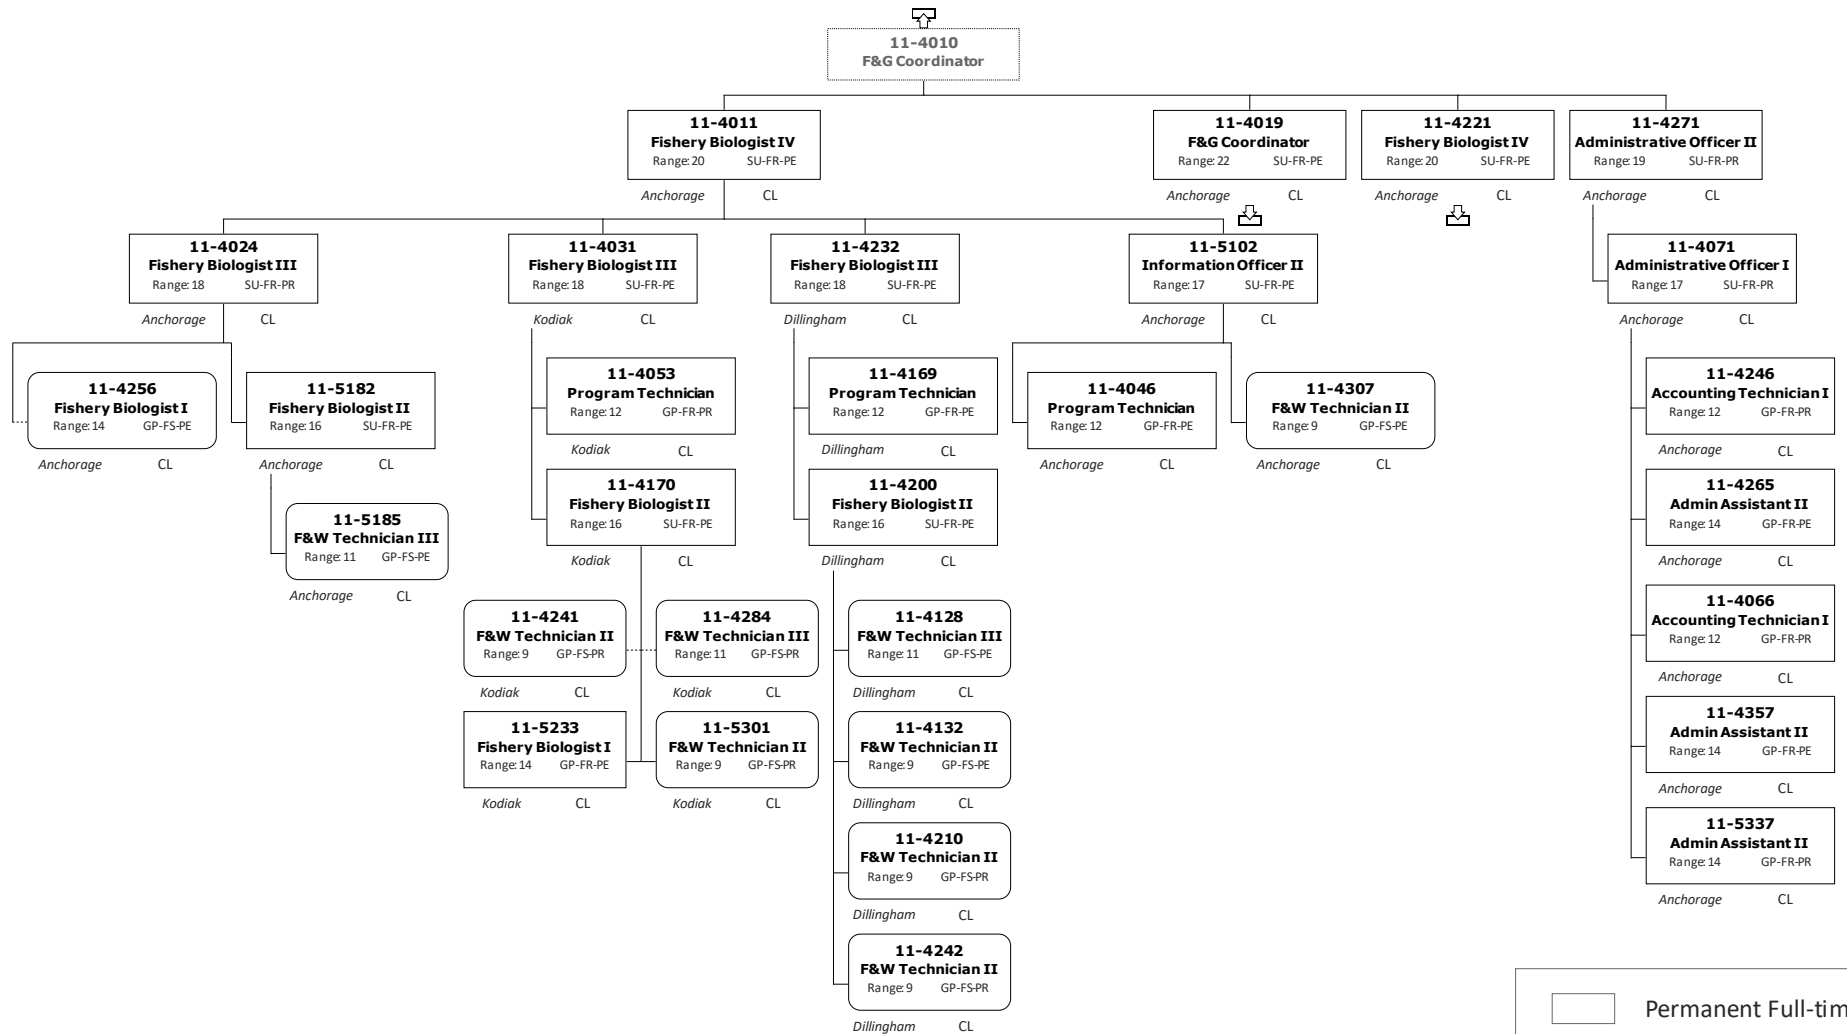 11-4010
F&G Coordinator
11-4011
Fishery Biologist IV
Range: 20 SU-FR-PE
Anchorage CL
11-4019
F&G Coordinator
Range: 22 SU-FR-PE
Anchorage CL
11-4221
Fishery Biologist IV
Range: 20 SU-FR-PE
Anchorage CL
11-4271
Administrative Officer II
Range: 19 SU-FR-PR
Anchorage CL
11-4024
Fishery Biologist III
Range: 18 SU-FR-PR
Anchorage CL
11-4031
Fishery Biologist III
Range: 18 SU-FR-PE
Kodiak CL
11-4232
Fishery Biologist III
Range: 18 SU-FR-PE
Dillingham CL
11-5102
Information Officer II
Range: 17 SU-FR-PE
Anchorage CL
11-4071
Administrative Officer I
Range: 17 SU-FR-PR
Anchorage CL
11-4256
Fishery Biologist I
Range: 14 GP-FS-PE
Anchorage CL
11-5182
Fishery Biologist II
Range: 16 SU-FR-PE
Anchorage CL
11-5185
F&W Technician III
Range: 11 GP-FS-PE
Anchorage CL
11-4053
Program Technician
Range: 12 GP-FR-PR
Kodiak CL
11-4170
Fishery Biologist II
Range: 16 SU-FR-PE
Kodiak CL
11-4241
F&W Technician II
Range: 9 GP-FS-PR
Kodiak CL
11-4284
F&W Technician III
Range: 11 GP-FS-PR
Kodiak CL
11-5233
Fishery Biologist I
Range: 14 GP-FR-PE
Kodiak CL
11-5301
F&W Technician II
Range: 9 GP-FS-PR
Kodiak CL
11-4169
Program Technician
Range: 12 GP-FR-PE
Dillingham CL
11-4200
Fishery Biologist II
Range: 16 SU-FR-PE
Dillingham CL
11-4128
F&W Technician III
Range: 11 GP-FS-PE
Dillingham CL
11-4132
F&W Technician II
Range: 9 GP-FS-PE
Dillingham CL
11-4210
F&W Technician II
Range: 9 GP-FS-PR
Dillingham CL
11-4242
F&W Technician II
Range: 9 GP-FS-PR
Dillingham CL
11-4046
Program Technician
Range: 12 GP-FR-PE
Anchorage CL
11-4307
F&W Technician II
Range: 9 GP-FS-PE
Anchorage CL
11-4246
Accounting Technician I
Range: 12 GP-FR-PR
Anchorage CL
11-4265
Admin Assistant II
Range: 14 GP-FR-PE
Anchorage CL
11-4066
Accounting Technician I
Range: 12 GP-FR-PR
Anchorage CL
11-4357
Admin Assistant II
Range: 14 GP-FR-PE
Anchorage CL
11-5337
Admin Assistant II
Range: 14 GP-FR-PR
Anchorage CL
Permanent Full-tim